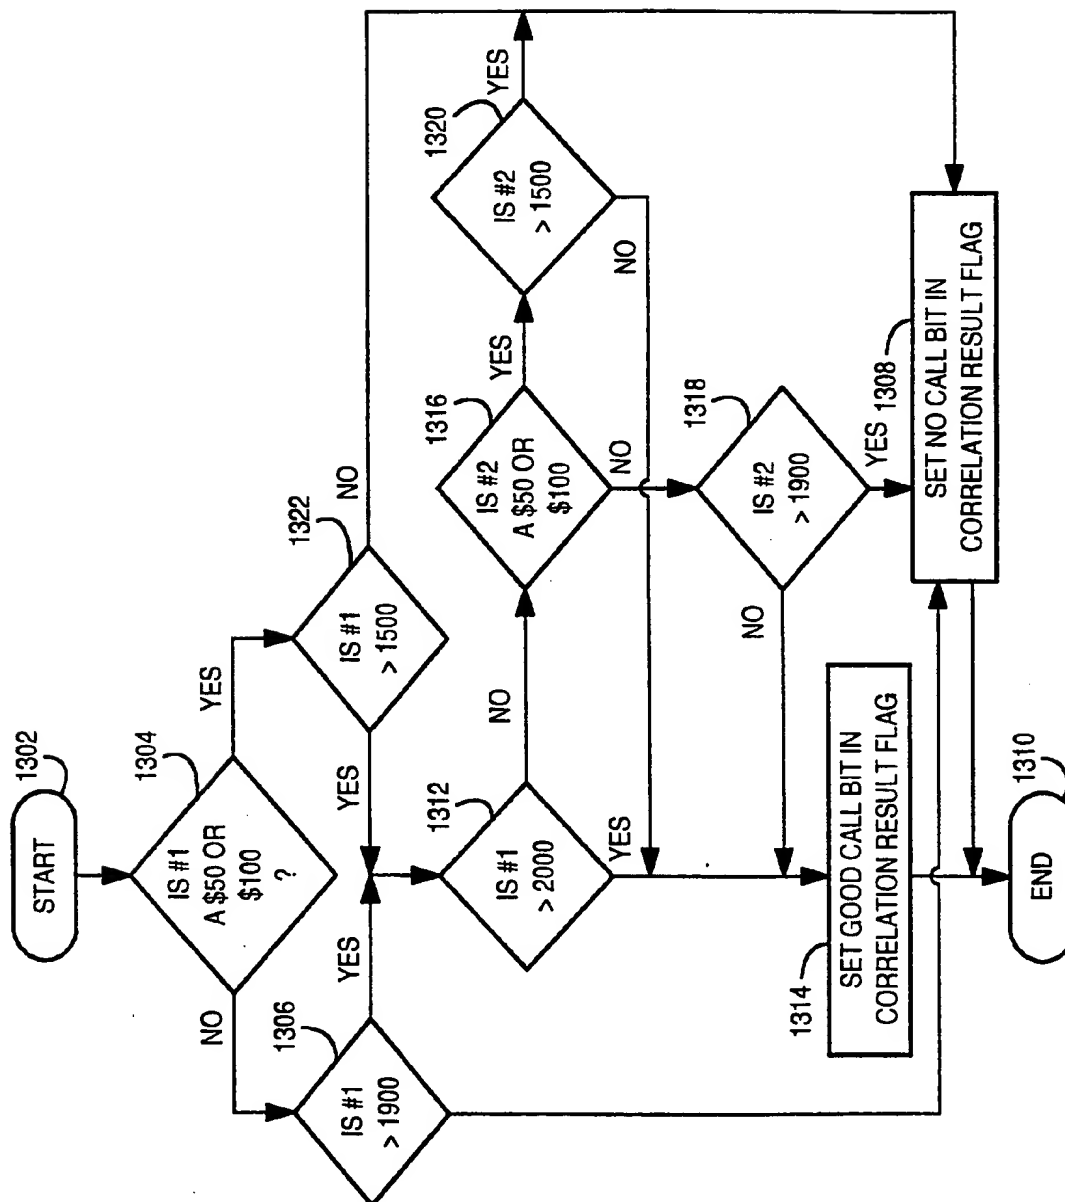 START
1302
IS #1
A $50 OR
$100
?
1304
NO
YES
IS #1
> 1900
1306
YES
IS #1
> 1500
1322
YES
NO
IS #1
> 2000
1312
NO
YES
IS #2
A $50 OR
$100
1316
YES
NO
IS #2
> 1500
1320
YES
NO
IS #2
> 1900
1318
NO
YES
SET GOOD CALL BIT IN
CORRELATION RESULT FLAG
1314
SET NO CALL BIT IN
CORRELATION RESULT FLAG
1308
END
1310